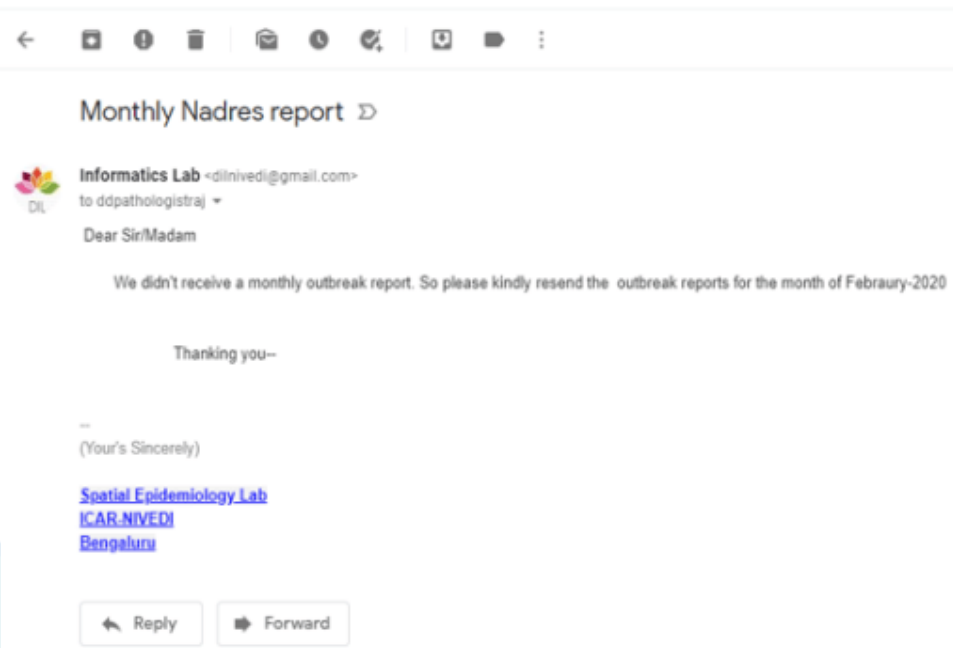 Monthly Nadres report
Informatics Lab <dilnivedi@gmail.com>
DIL
to ddpathologistraj
Dear Sir/Madam
We didn't receive a monthly outbreak report. So please kindly resend the outbreak reports for the month of Febraury-2020
Thanking you--
--
(Your's Sincerely)
Spatial Epidemiology Lab
ICAR-NIVEDI
Bengaluru
Reply
Forward